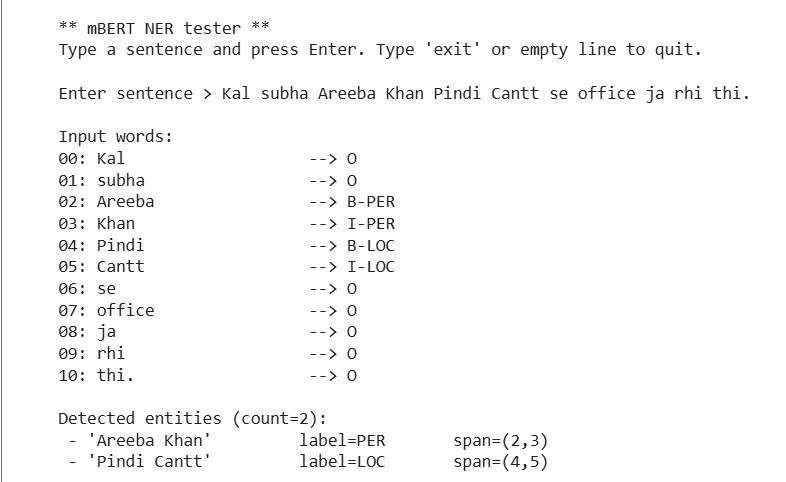 ** mBERT NER tester **
Type a sentence and press Enter. Type 'exit' or empty line to quit.
Enter sentence > Kal subha Areeba Khan Pindi Cantt se office ja rhi thi.
Input words:
00: Kal --> O
01: subha --> O
02: Areeba --> B-PER
03: Khan --> I-PER
04: Pindi --> B-LOC
05: Cantt --> I-LOC
06: se --> O
07: office --> O
08: ja --> O
09: rhi --> O
10: thi. --> O
Detected entities (count=2):
- 'Areeba Khan' label=PER span=(2,3)
- 'Pindi Cantt' label=LOC span=(4,5)